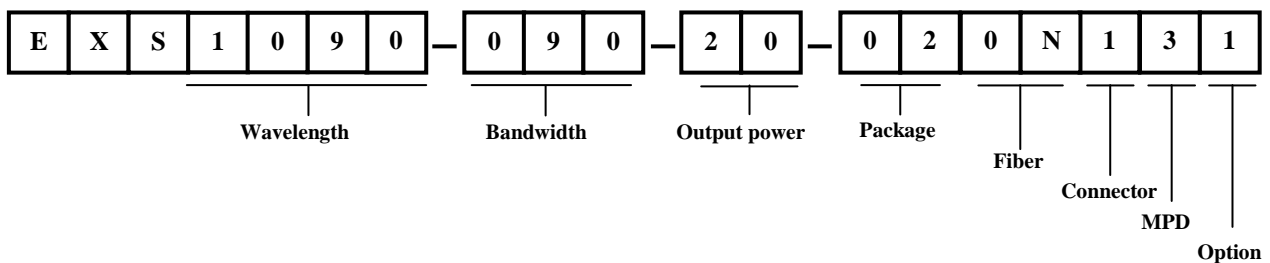 E X S 1 0 9 0 – 0 9 0 – 2 0 – 0 2 0 N 1 3 1
Wavelength Bandwidth Output power Package
Fiber
Connector
MPD
Option